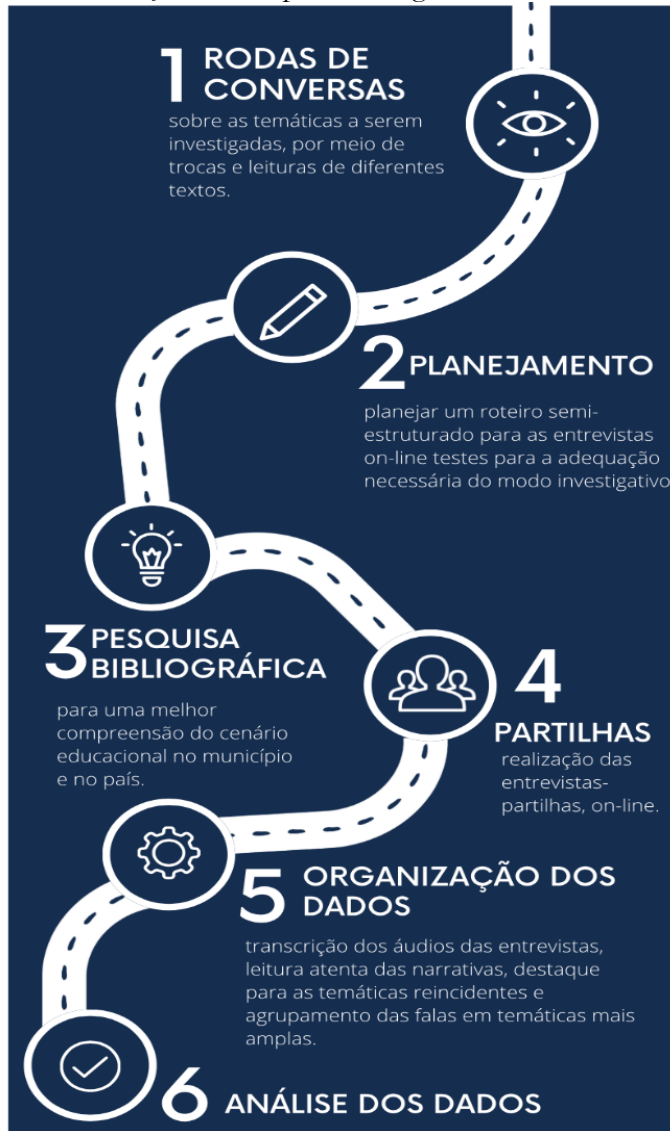 1 RODAS DE
CONVERSAS
sobre as temáticas a serem
investigadas, por meio de
trocas e leituras de diferentes
textos.
2 PLANEJAMENTO
planejar um roteiro semi-
estruturado para as entrevistas
on-line testes para a adequação
necessária do modo investigativo
3 PESQUISA
BIBLIOGRÁFICA
para uma melhor
compreensão do cenário
educacional no município
e no país.
4
PARTILHAS
realização das
entrevistas-
partilhas, on-line.
5 ORGANIZAÇÃO DOS
DADOS
transcrição dos áudios das entrevistas,
leitura atenta das narrativas, destaque
para as temáticas reincidentes e
agrupamento das falas em temáticas mais
amplas.
6 ANÁLISE DOS DADOS